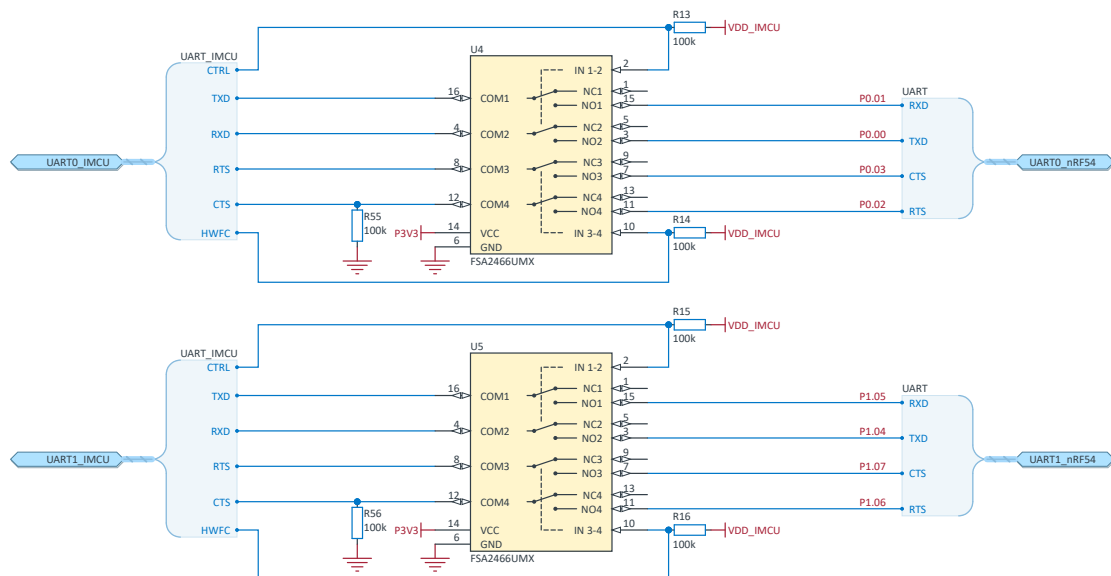 R13
VDD_IMCU
100k
U4
UART_IMCU
CTRL
2
IN 1-2
1
NC1
UART
TXD
16
COM1
15
NO1
P0.01
RXD
5
NC2
RXD
4
COM2
3
NO2
P0.00
TXD
UART0_IMCU
9
NC3
UART0_nRF54
RTS
8
COM3
7
NO3
P0.03
CTS
13
NC4
CTS
12
COM4
11
NO4
P0.02
RTS
R55
100k
R14
HWFC
P3V3
14
VCC
10
IN 3-4
VDD_IMCU
6
GND
100k
FSA2466UMX
R15
VDD_IMCU
100k
U5
UART_IMCU
CTRL
2
IN 1-2
1
NC1
UART
TXD
16
COM1
15
NO1
P1.05
RXD
5
NC2
RXD
4
COM2
3
NO2
P1.04
TXD
UART1_IMCU
9
NC3
UART1_nRF54
RTS
8
COM3
7
NO3
P1.07
CTS
13
NC4
CTS
12
COM4
11
NO4
P1.06
RTS
R56
100k
R16
HWFC
P3V3
14
VCC
10
IN 3-4
VDD_IMCU
6
GND
100k
FSA2466UMX